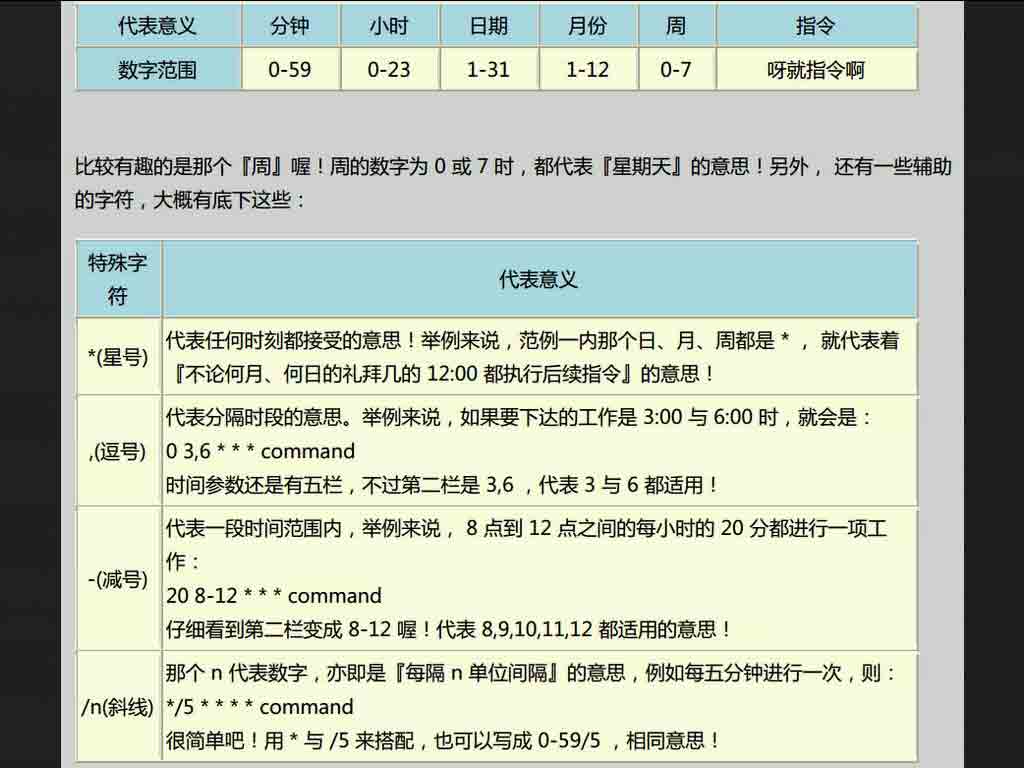 代表意义 分钟 小时 日期 月份 周 指令
数字范围 0-59 0-23 1-31 1-12 0-7 呀就指令啊
比较有趣的是那个『周』喔！周的数字为 0 或 7 时，都代表『星期天』的意思！另外， 还有一些辅助
的字符，大概有底下这些：
特殊字
符
代表意义
*(星号)
代表任何时刻都接受的意思！举例来说，范例一内那个日、月、周都是 * ， 就代表着
『不论何月、何日的礼拜几的 12:00 都执行后续指令』的意思！
,(逗号)
代表分隔时段的意思。举例来说，如果要下达的工作是 3:00 与 6:00 时，就会是：
0 3,6 * * * command
时间参数还是有五栏，不过第二栏是 3,6 ，代表 3 与 6 都适用！
-(减号)
代表一段时间范围内，举例来说， 8 点到 12 点之间的每小时的 20 分都进行一项工
作：
20 8-12 * * * command
仔细看到第二栏变成 8-12 喔！代表 8,9,10,11,12 都适用的意思！
/n(斜线)
那个 n 代表数字，亦即是『每隔 n 单位间隔』的意思，例如每五分钟进行一次，则：
*/5 * * * * command
很简单吧！用 * 与 /5 来搭配，也可以写成 0-59/5 ，相同意思！